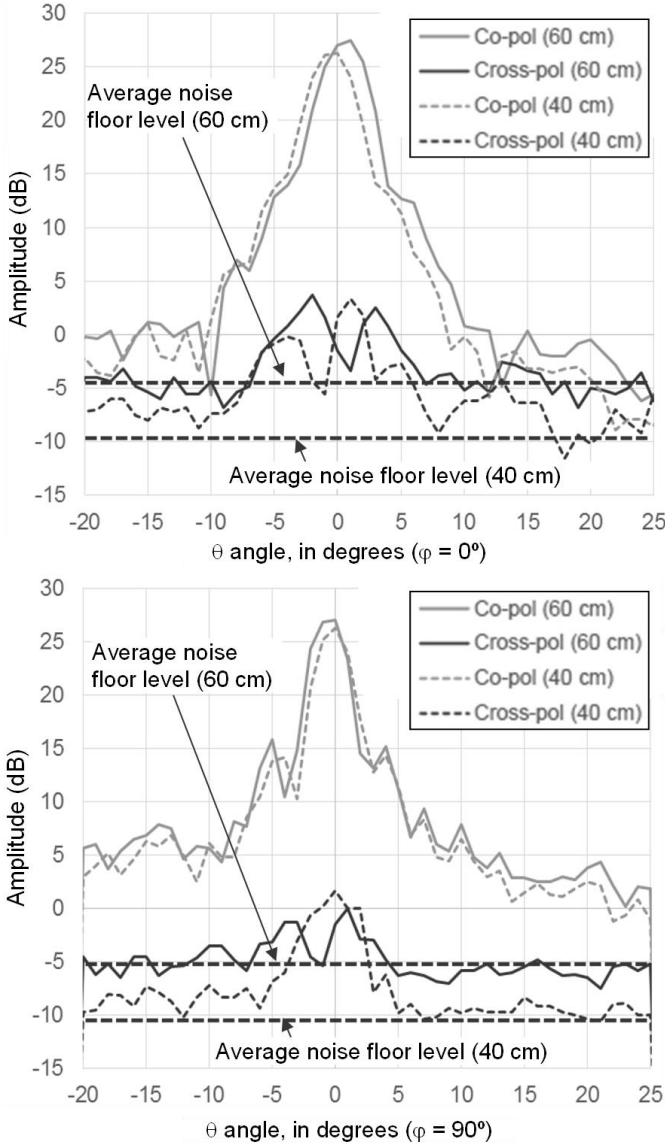 30
25
20
15
10
5
0
-5
-10
-15
Amplitude (dB)
Co-pol (60 cm)
Cross-pol (60 cm)
Co-pol (40 cm)
Cross-pol (40 cm)
Average noise
floor level (60 cm)
Average noise floor level (40 cm)
-20 -15 -10 -5 0 5 10 15 20 25
θ angle, in degrees (φ = 0º)
30
25
20
15
10
5
0
-5
-10
-15
Amplitude (dB)
Co-pol (60 cm)
Cross-pol (60 cm)
Co-pol (40 cm)
Cross-pol (40 cm)
Average noise
floor level (60 cm)
Average noise floor level (40 cm)
-20 -15 -10 -5 0 5 10 15 20 25
θ angle, in degrees (φ = 90º)